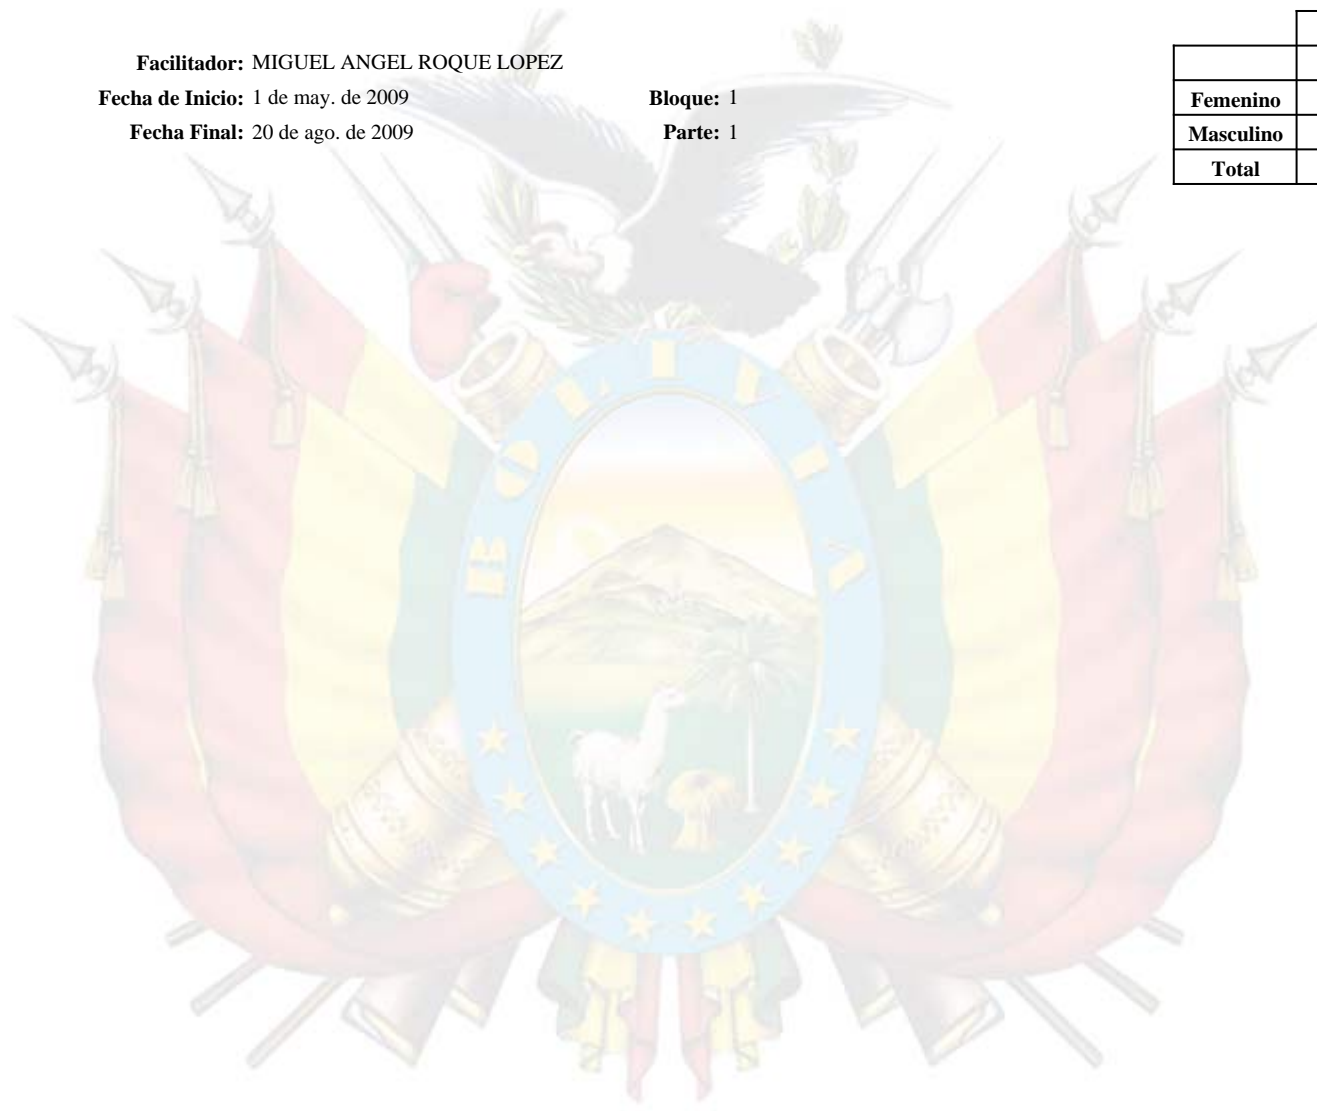 Facilitador: MIGUEL ANGEL ROQUE LOPEZ
Fecha de Inicio: 1 de may. de 2009 Bloque: 1
Fecha Final: 20 de ago. de 2009 Parte: 1
Femenino
Masculino
Total
BOLIVIA